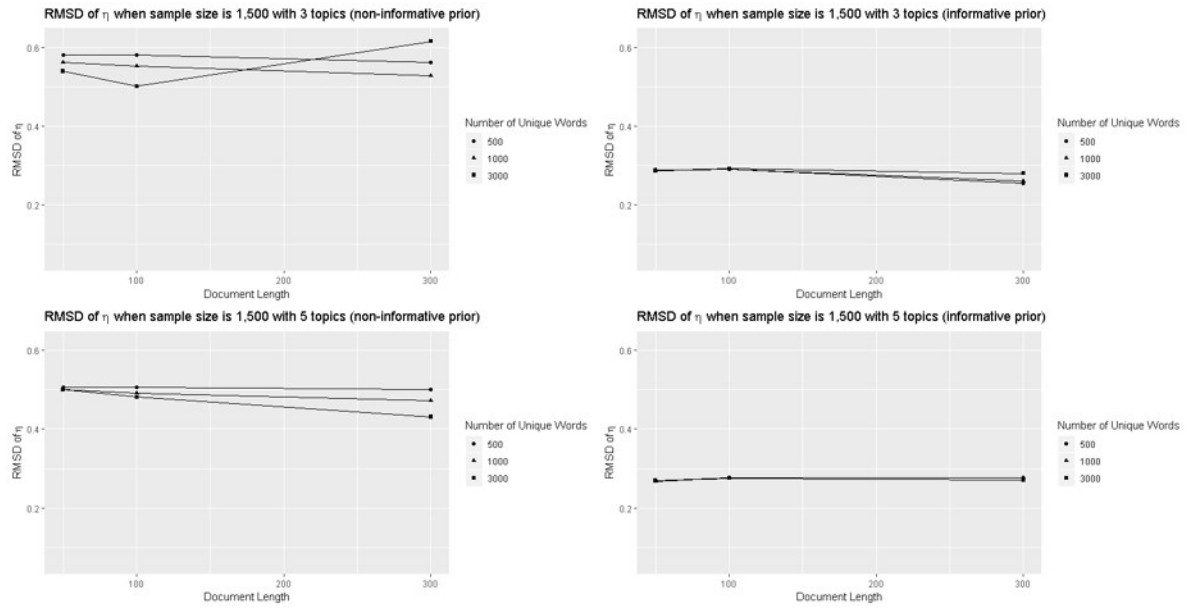 RMSD of η when sample size is 1,500 with 3 topics (non-informative prior)
0.6
0.4
0.2
RMSD of η
100
200
300
Document Length
Number of Unique Words
500
1000
3000
RMSD of η when sample size is 1,500 with 3 topics (informative prior)
0.6
0.4
0.2
RMSD of η
100
200
300
Document Length
Number of Unique Words
500
1000
3000
RMSD of η when sample size is 1,500 with 5 topics (non-informative prior)
0.6
0.4
0.2
RMSD of η
100
200
300
Document Length
Number of Unique Words
500
1000
3000
RMSD of η when sample size is 1,500 with 5 topics (informative prior)
0.6
0.4
0.2
RMSD of η
100
200
300
Document Length
Number of Unique Words
500
1000
3000